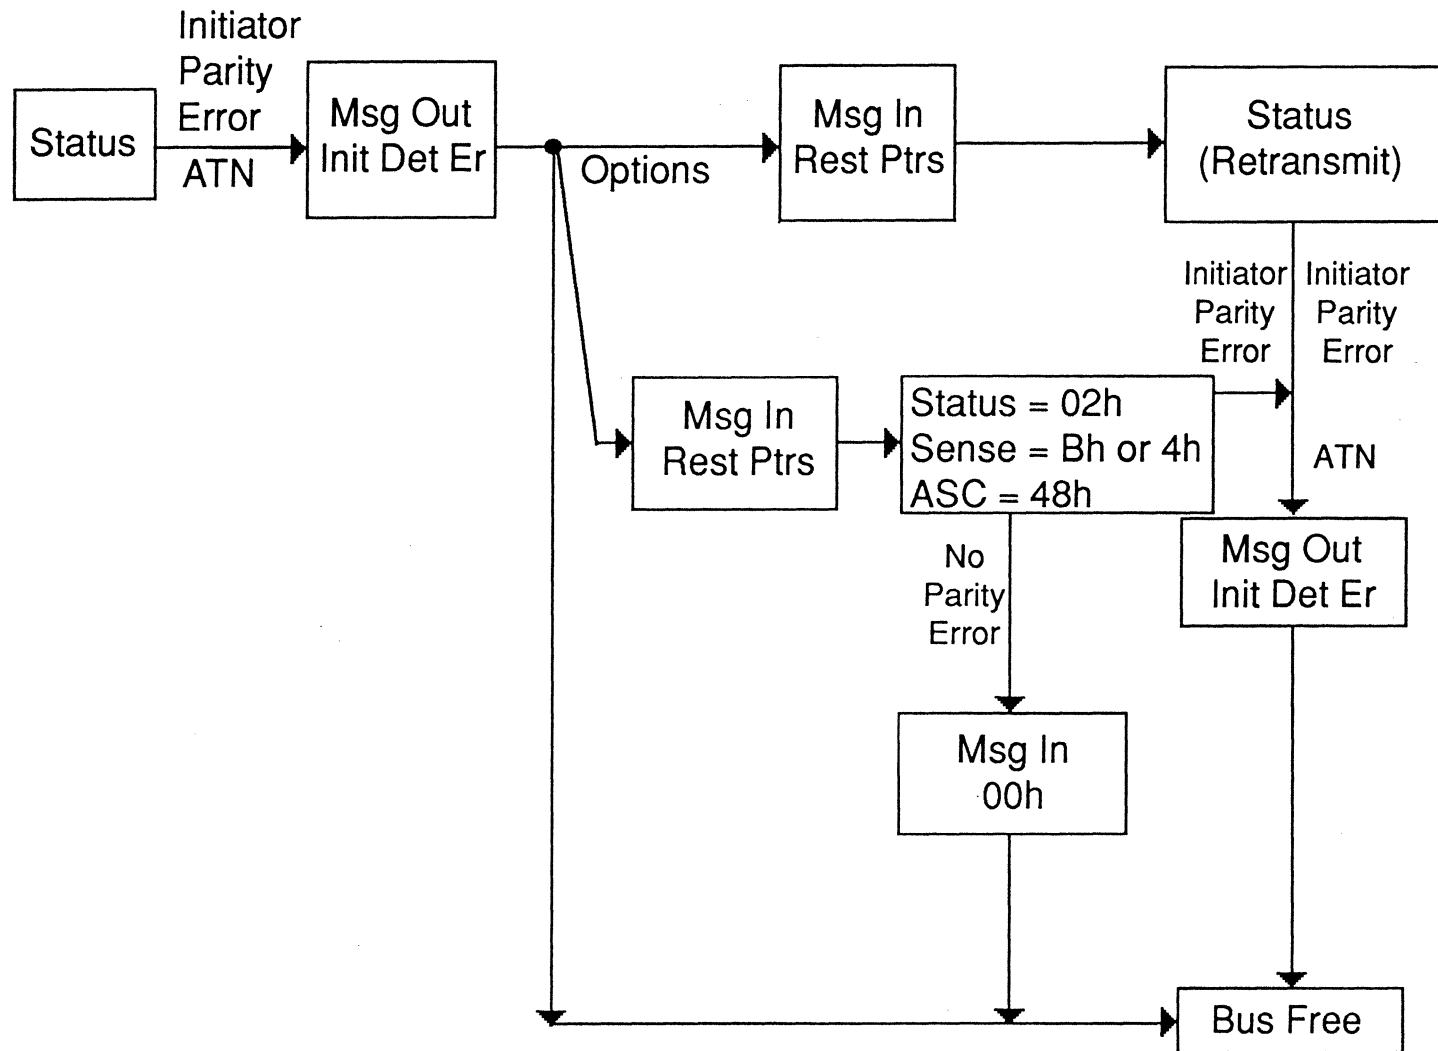 Initiator
Parity
Error
ATN
Status
Msg Out
Init Det Er
Options
Msg In
Rest Ptrs
Status
(Retransmit)
Initiator
Parity
Error
Initiator
Parity
Error
ATN
Msg In
Rest Ptrs
Status = 02h
Sense = Bh or 4h
ASC = 48h
No
Parity
Error
Msg Out
Init Det Er
Msg In
00h
Bus Free